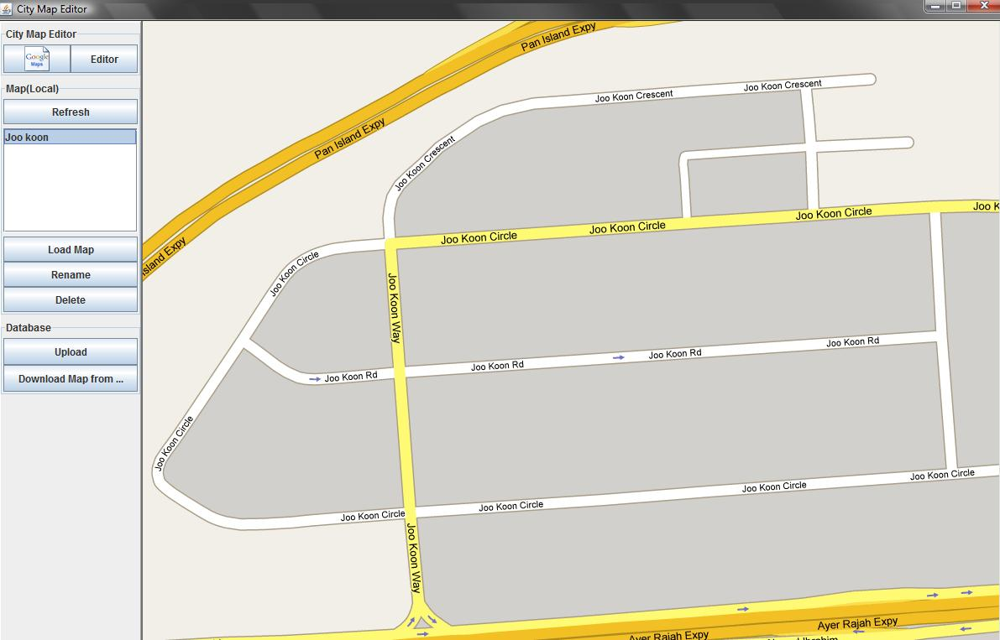 City Map Editor
City Map Editor
Google
Maps
Editor
Map(Local)
Refresh
Joo koon
Load Map
Rename
Delete
Database
Upload
Download Map from ...
Pan Island Expy
Pan Island Expy
Island Expy
Joo Koon Crescent
Joo Koon Crescent
Joo Koon Crescent
Joo K
Joo Koon Circle
Joo Koon Circle
Joo Koon Circle
Joo Koon Circle
Joo Koon Way
Joo Koon Rd
Joo Koon Rd
Joo Koon Rd
Joo Koon Rd
Joo Koon Circle
Joo Koon Circle
Joo Koon Circle
Joo Koon Circle
Joo Koon Circle
Joo Koon Way
Ayer Rajah Expy
Ayer Rajah Expy